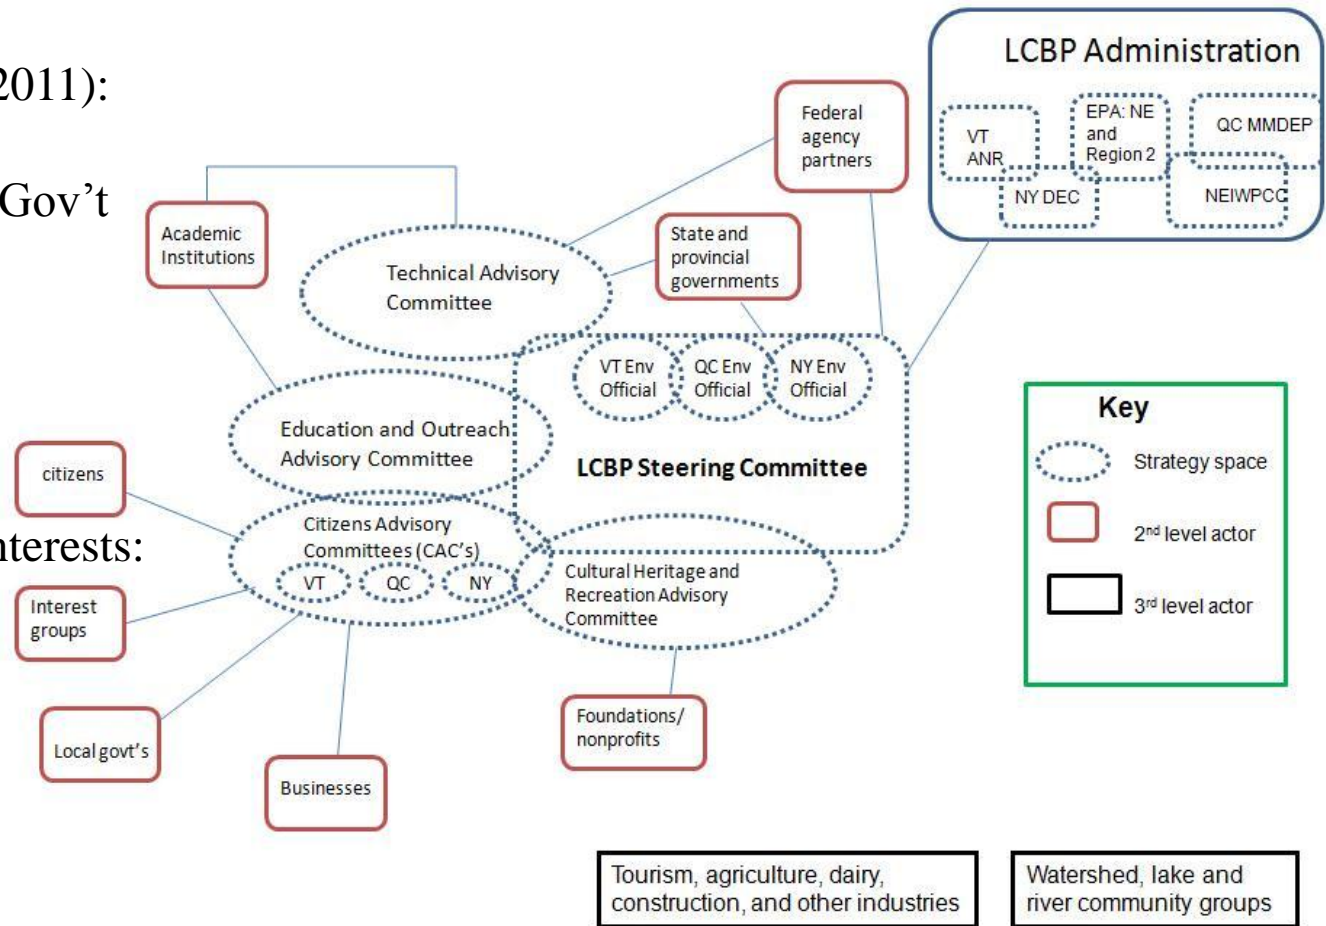 2011):
Gov't
nterests:
LCBP Administration
VT
ANR
EPA: NE
and
Region 2
QC MMDEP
NY DEC
NEIWPCC
Federal
agency
partners
Academic
Institutions
State and
provincial
governments
Technical Advisory
Committee
VT Env
Official
QC Env
Official
NY Env
Official
LCBP Steering Committee
Education and Outreach
Advisory Committee
citizens
Citizens Advisory
Committees (CAC's)
VT
QC
NY
Cultural Heritage and
Recreation Advisory
Committee
Interest
groups
Local govt's
Businesses
Foundations/
nonprofits
Key
Strategy space
2nd level actor
3rd level actor
Tourism, agriculture, dairy,
construction, and other industries
Watershed, lake and
river community groups